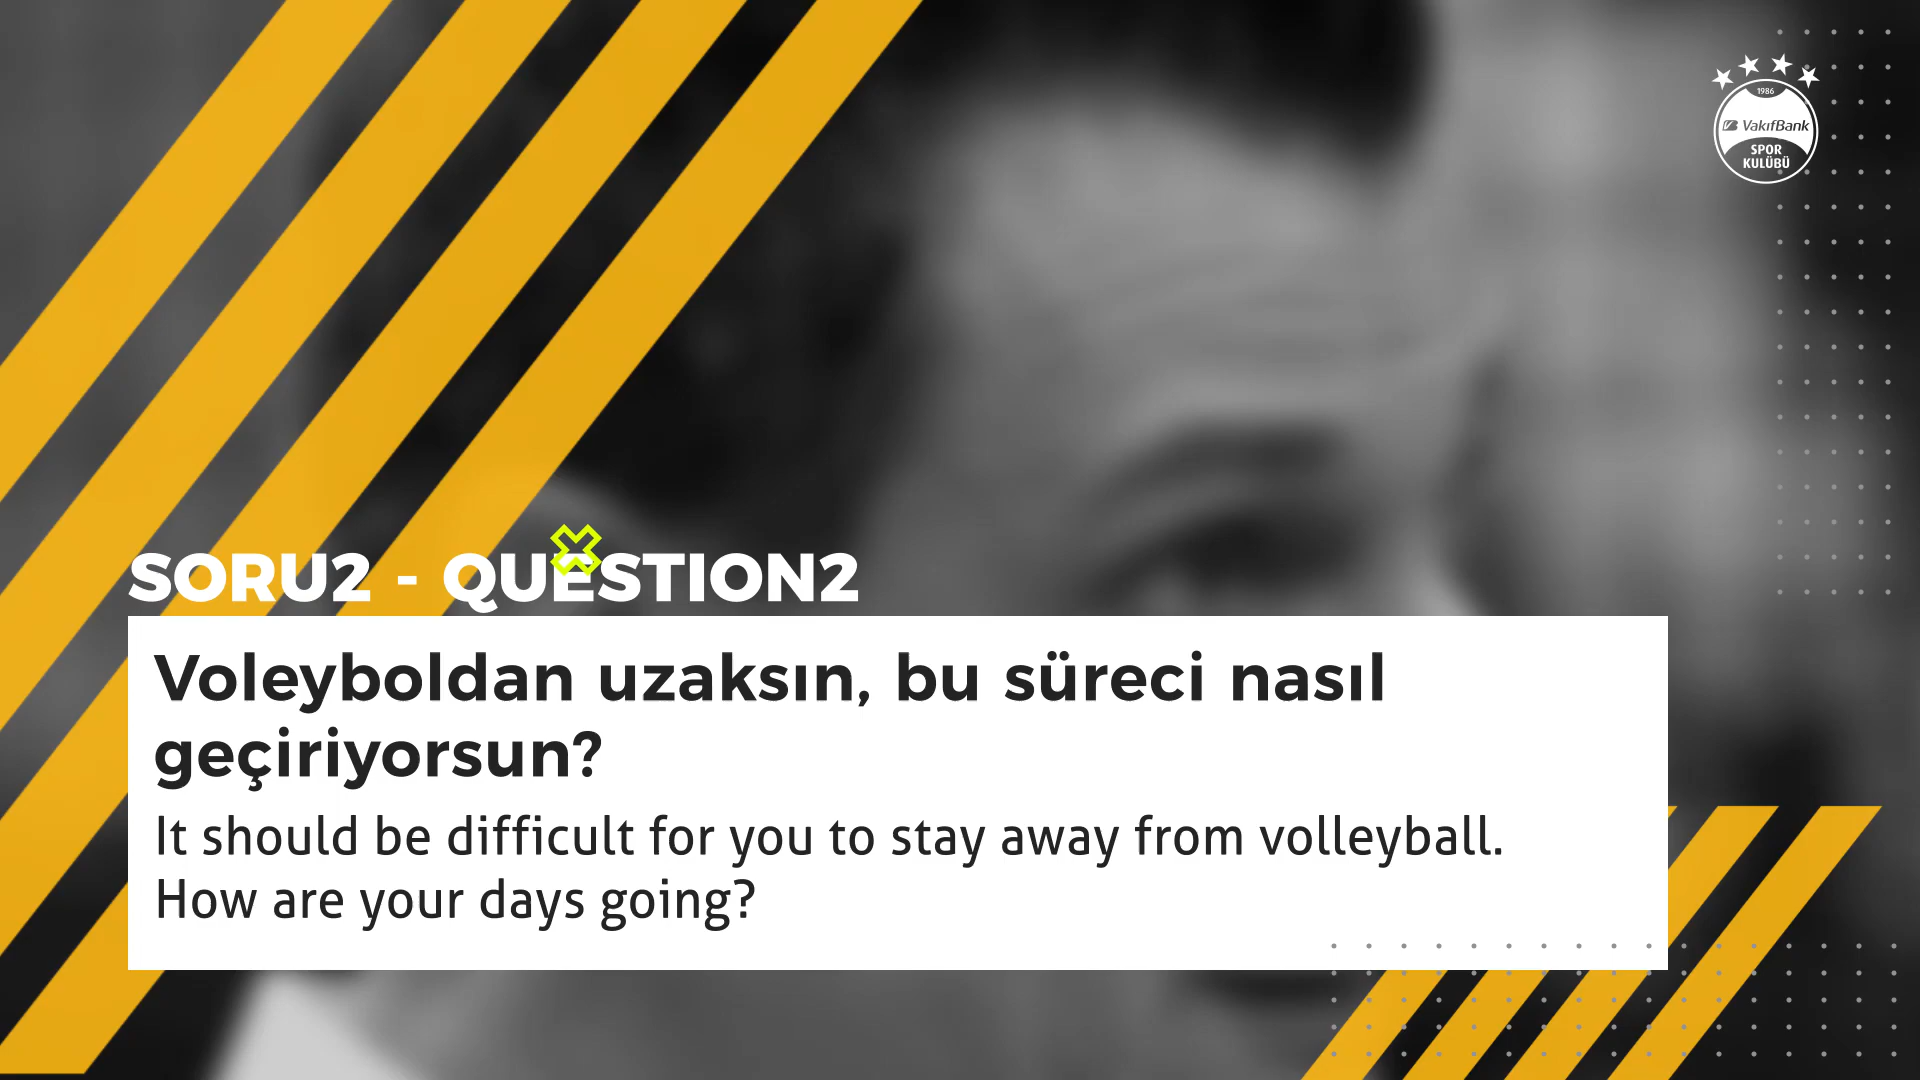 1986
VakıfBank
SPOR
KULÜBÜ
SORU2 - QUESTION2
Voleyboldan uzaksın, bu süreci nasıl
geçiriyorsun?
It should be difficult for you to stay away from volleyball.
How are your days going?